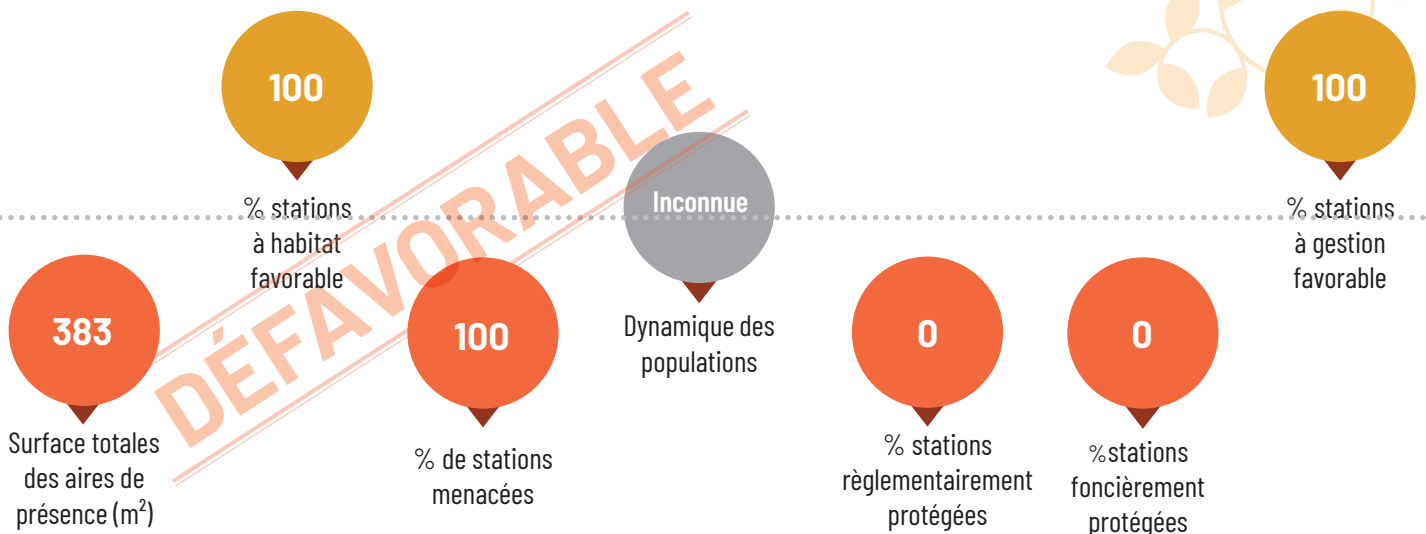 100
% stations
à habitat
favorable
DÉFAVORABLE
Inconnue
Dynamique des
populations
100
% stations
à gestion
favorable
383
Surface totales
des aires de
présence (m²)
100
% de stations
menacées
0
% stations
règlementairement
protégées
0
%stations
foncièrement
protégées